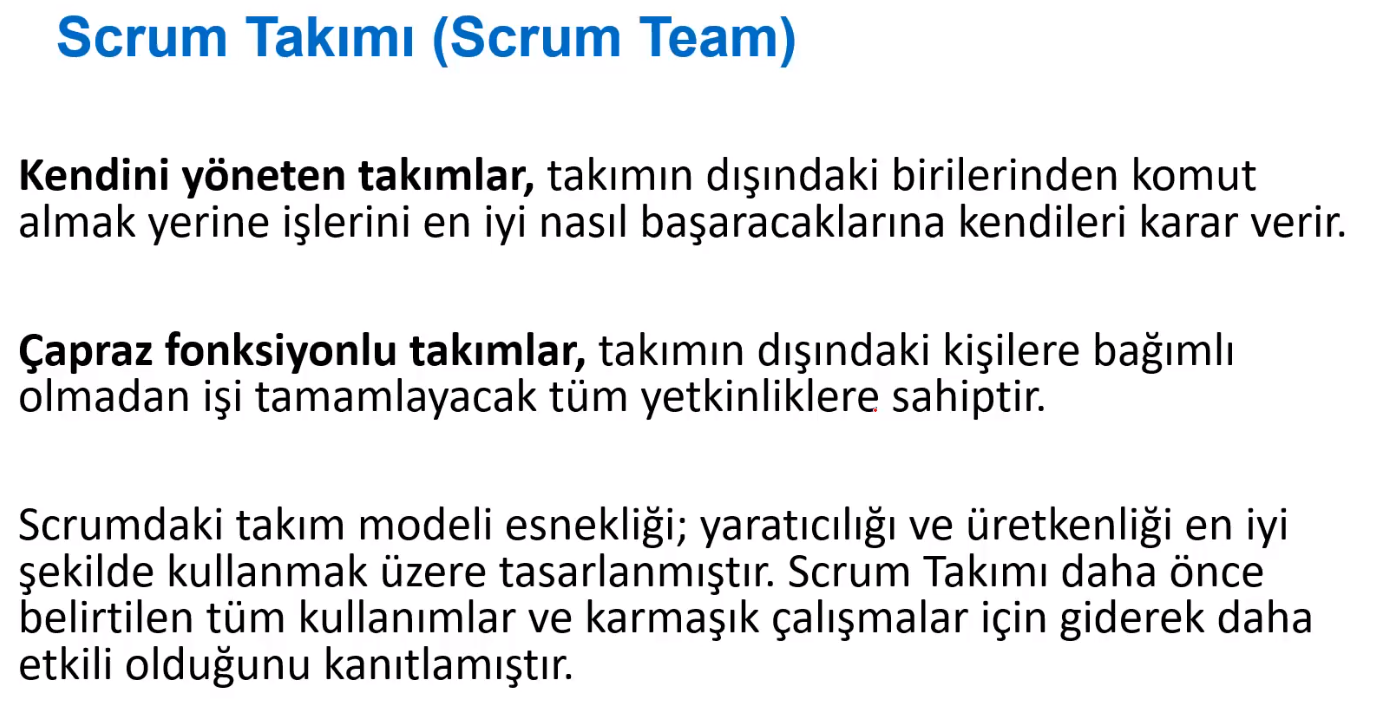 Scrum Takımı (Scrum Team)
Kendini yöneten takımlar, takımın dışındaki birilerinden komut
almak yerine işlerini en iyi nasıl başaracaklarına kendileri karar verir.
Çapraz fonksiyonlu takımlar, takımın dışındaki kişilere bağımlı
olmadan işi tamamlayacak tüm yetkinliklere sahiptir.
Scrumdaki takım modeli esnekliği; yaratıcılığı ve üretkenliği en iyi
şekilde kullanmak üzere tasarlanmıştır. Scrum Takımı daha önce
belirtilen tüm kullanımlar ve karmaşık çalışmalar için giderek daha
etkili olduğunu kanıtlamıştır.